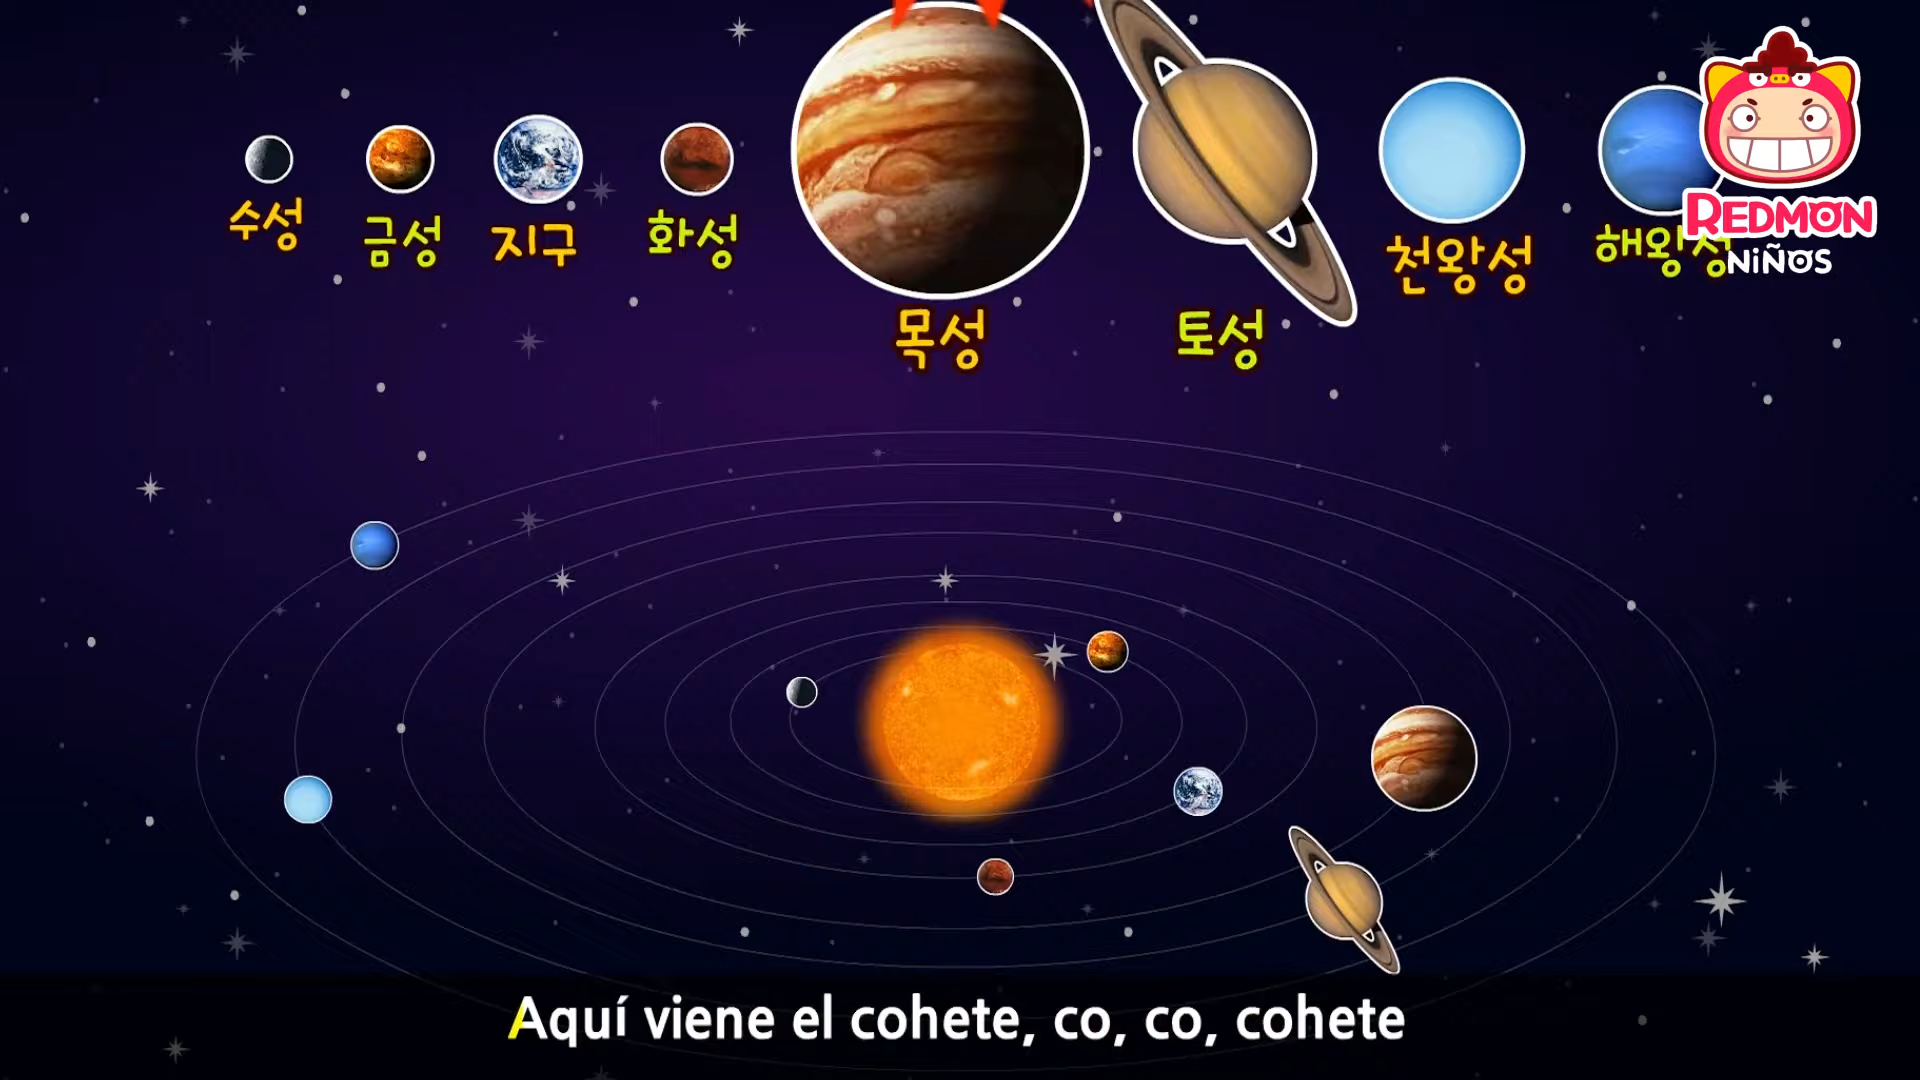 수성
금성
지구
화성
목성
토성
천왕성
해왕성
REDMON
NiÑOS
Aquí viene el cohete, co, co, cohete